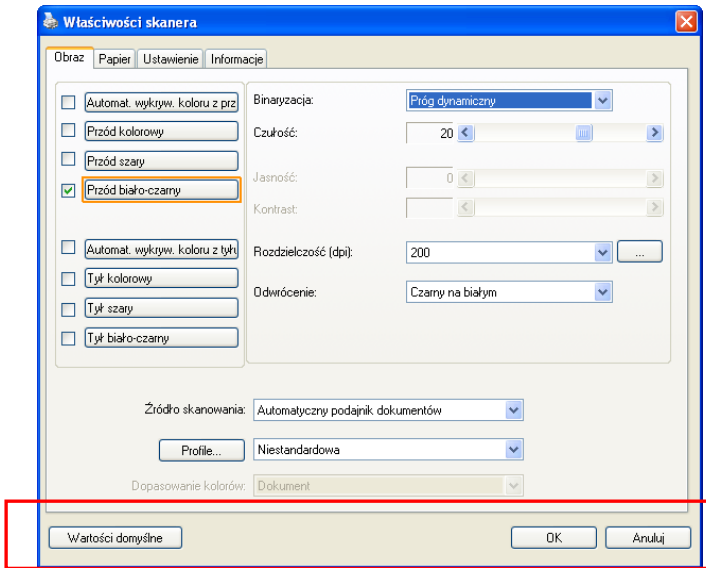 Właściwości skanera
Obraz Papier Ustawienie Informacje
Automat. wykryw. koloru z prz
Przód kolorowy
Przód szary
Przód biało-czarny
Automat. wykryw. koloru z tyłu
Tył kolorowy
Tył szary
Tył biało-czarny
Binaryzacja: Próg dynamiczny
Czułość: 20
Jasność: 0
Kontrast:
Rozdzielczość (dpi): 200 ...
Odwrócenie: Czarny na białym
Źródło skanowania: Automatyczny podajnik dokumentów
Profile... Niestandardowa
Dopasowanie kolorów: Dokument
Wartości domyślne OK Anuluj